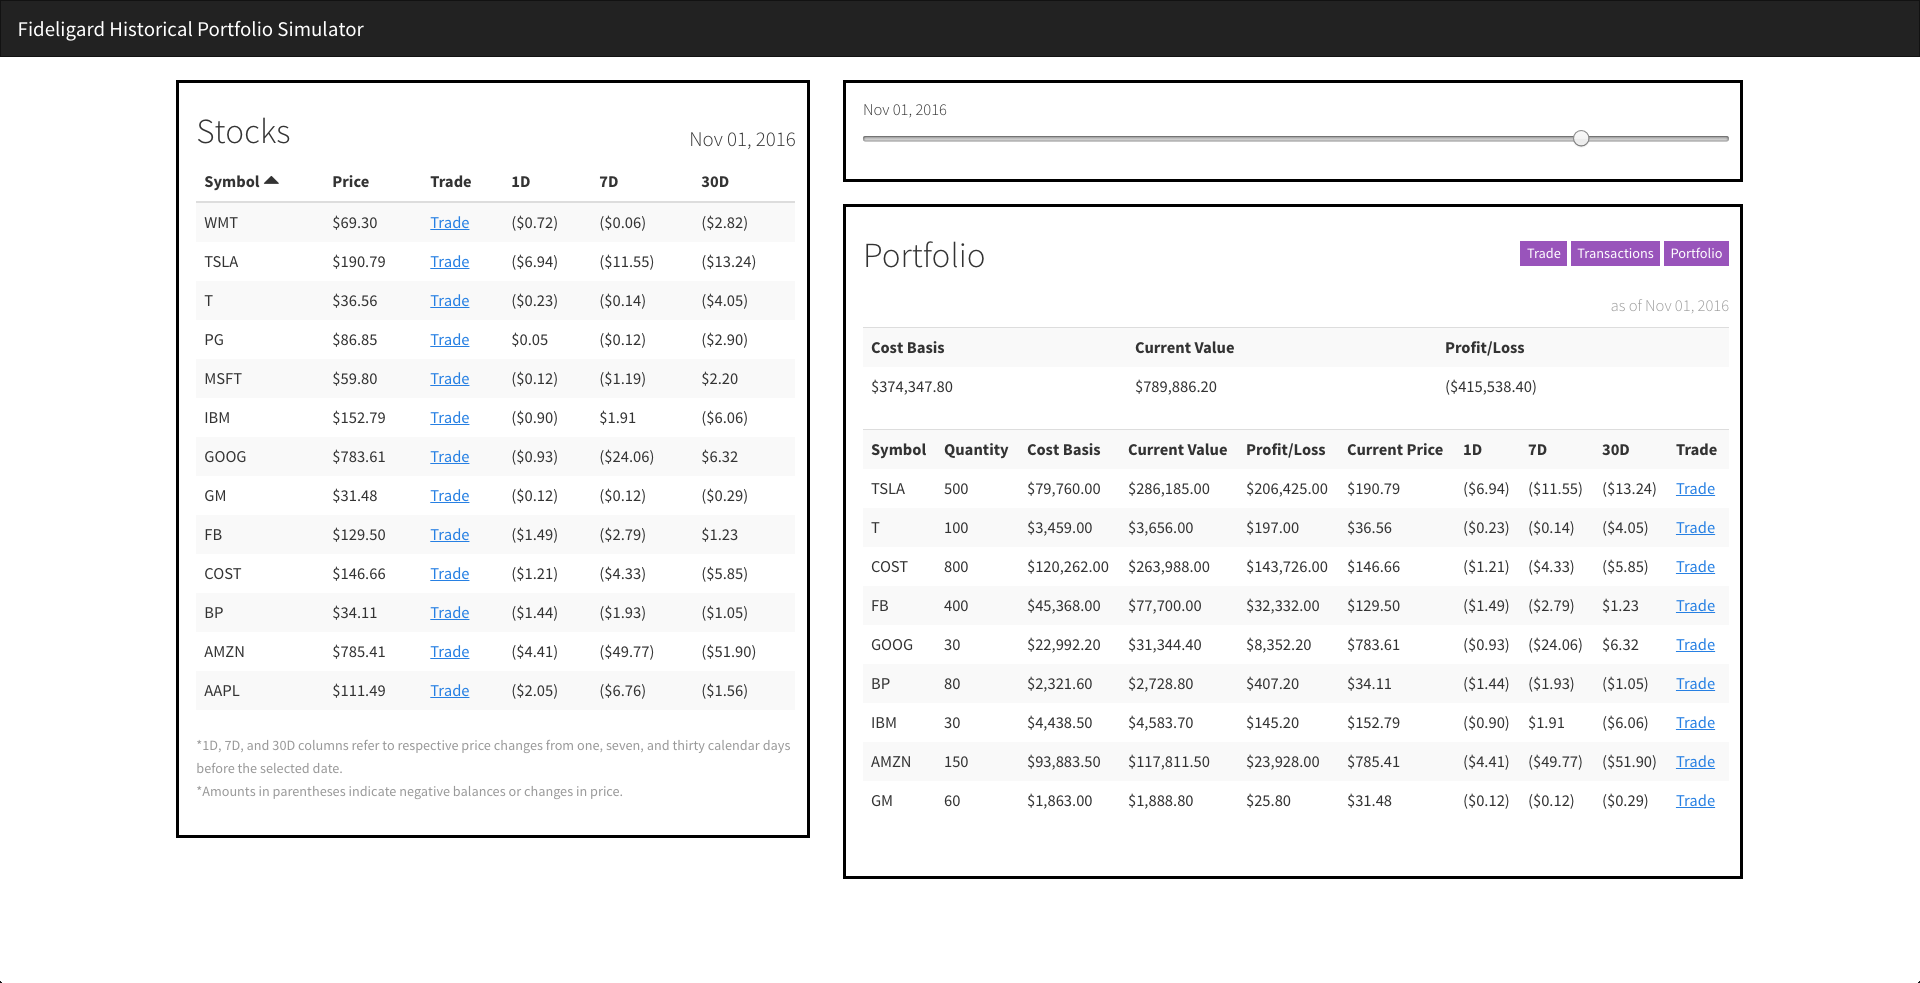 Fideligard Historical Portfolio Simulator
Stocks
Nov 01, 2016
Symbol Price Trade 1D 7D 30D
WMT $69.30 Trade ($0.72) ($0.06) ($2.82)
TSLA $190.79 Trade ($6.94) ($11.55) ($13.24)
T $36.56 Trade ($0.23) ($0.14) ($4.05)
PG $86.85 Trade $0.05 ($0.12) ($2.90)
MSFT $59.80 Trade ($0.12) ($1.19) $2.20
IBM $152.79 Trade ($0.90) $1.91 ($6.06)
GOOG $783.61 Trade ($0.93) ($24.06) $6.32
GM $31.48 Trade ($0.12) ($0.12) ($0.29)
FB $129.50 Trade ($1.49) ($2.79) $1.23
COST $146.66 Trade ($1.21) ($4.33) ($5.85)
BP $34.11 Trade ($1.44) ($1.93) ($1.05)
AMZN $785.41 Trade ($4.41) ($49.77) ($51.90)
AAPL $111.49 Trade ($2.05) ($6.76) ($1.56)
*1D, 7D, and 30D columns refer to respective price changes from one, seven, and thirty calendar days
before the selected date.
*Amounts in parentheses indicate negative balances or changes in price.
Nov 01, 2016
Portfolio
Trade Transactions Portfolio
as of Nov 01, 2016
Cost Basis Current Value Profit/Loss
$374,347.80 $789,886.20 ($415,538.40)
Symbol Quantity Cost Basis Current Value Profit/Loss Current Price 1D 7D 30D Trade
TSLA 500 $79,760.00 $286,185.00 $206,425.00 $190.79 ($6.94) ($11.55) ($13.24) Trade
T 100 $3,459.00 $3,656.00 $197.00 $36.56 ($0.23) ($0.14) ($4.05) Trade
COST 800 $120,262.00 $263,988.00 $143,726.00 $146.66 ($1.21) ($4.33) ($5.85) Trade
FB 400 $45,368.00 $77,700.00 $32,332.00 $129.50 ($1.49) ($2.79) $1.23 Trade
GOOG 30 $22,992.20 $31,344.40 $8,352.20 $783.61 ($0.93) ($24.06) $6.32 Trade
BP 80 $2,321.60 $2,728.80 $407.20 $34.11 ($1.44) ($1.93) ($1.05) Trade
IBM 30 $4,438.50 $4,583.70 $145.20 $152.79 ($0.90) $1.91 ($6.06) Trade
AMZN 150 $93,883.50 $117,811.50 $23,928.00 $785.41 ($4.41) ($49.77) ($51.90) Trade
GM 60 $1,863.00 $1,888.80 $25.80 $31.48 ($0.12) ($0.12) ($0.29) Trade